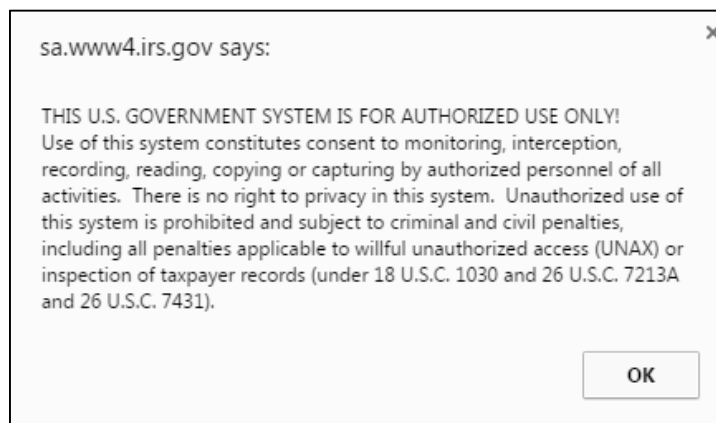 sa.www4.irs.gov says:
THIS U.S. GOVERNMENT SYSTEM IS FOR AUTHORIZED USE ONLY!
Use of this system constitutes consent to monitoring, interception,
recording, reading, copying or capturing by authorized personnel of all
activities.  There is no right to privacy in this system.  Unauthorized use of
this system is prohibited and subject to criminal and civil penalties,
including all penalties applicable to willful unauthorized access (UNAX) or
inspection of taxpayer records (under 18 U.S.C. 1030 and 26 U.S.C. 7213A
and 26 U.S.C. 7431).
OK